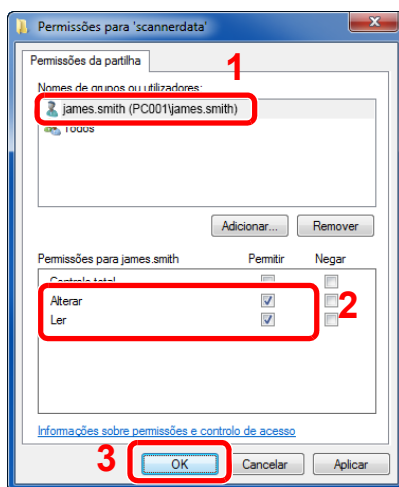 Permissões para 'scannerdata'
Permissões da partilha
1
Nomes de grupos ou utilizadores:
james.smith (PC001\james.smith)
Todos
Adicionar... Remover
Permissões para james.smith Permitir Negar
Controlo total
Alterar
Ler
2
Informações sobre permissões e controlo de acesso
3
OK Cancelar Aplicar